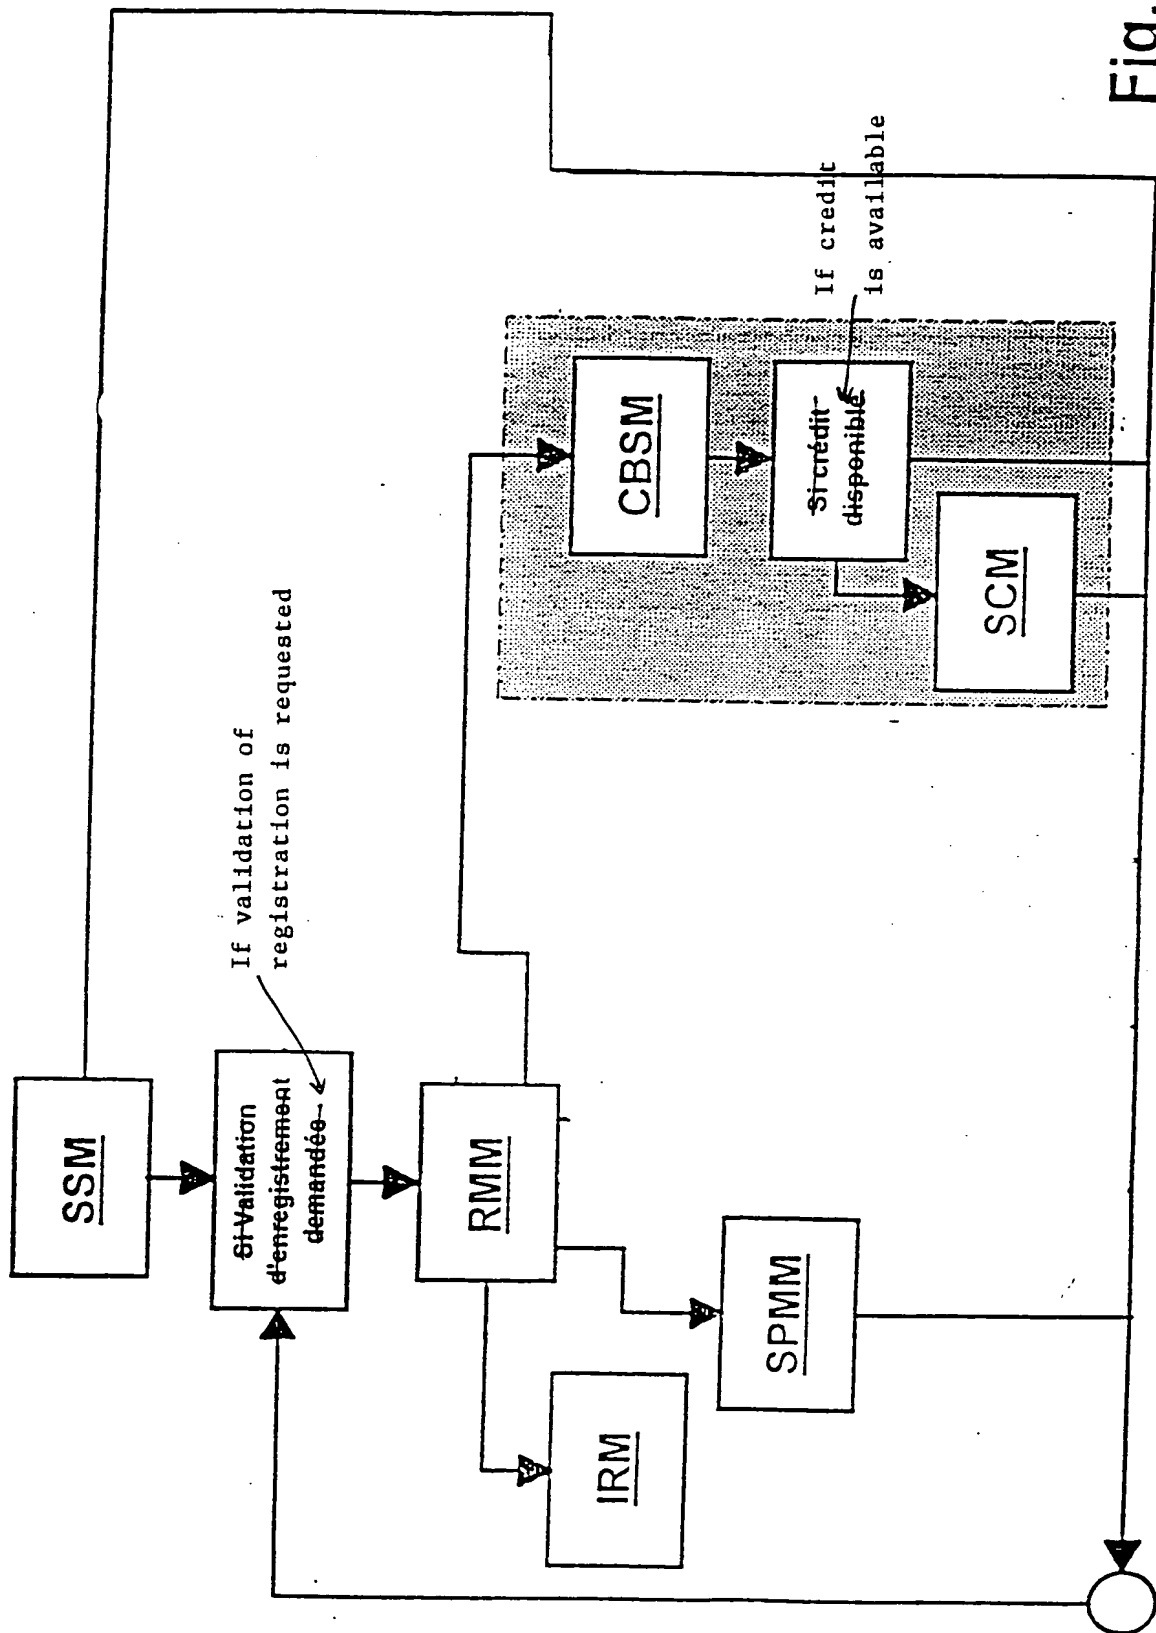 SSM
Si Validation
d'enregistrement
demandée
If validation of
registration is requested
RMM
IRM
SPMM
CBSM
Si crédit
disponible
If credit
is available
SCM
Fig.